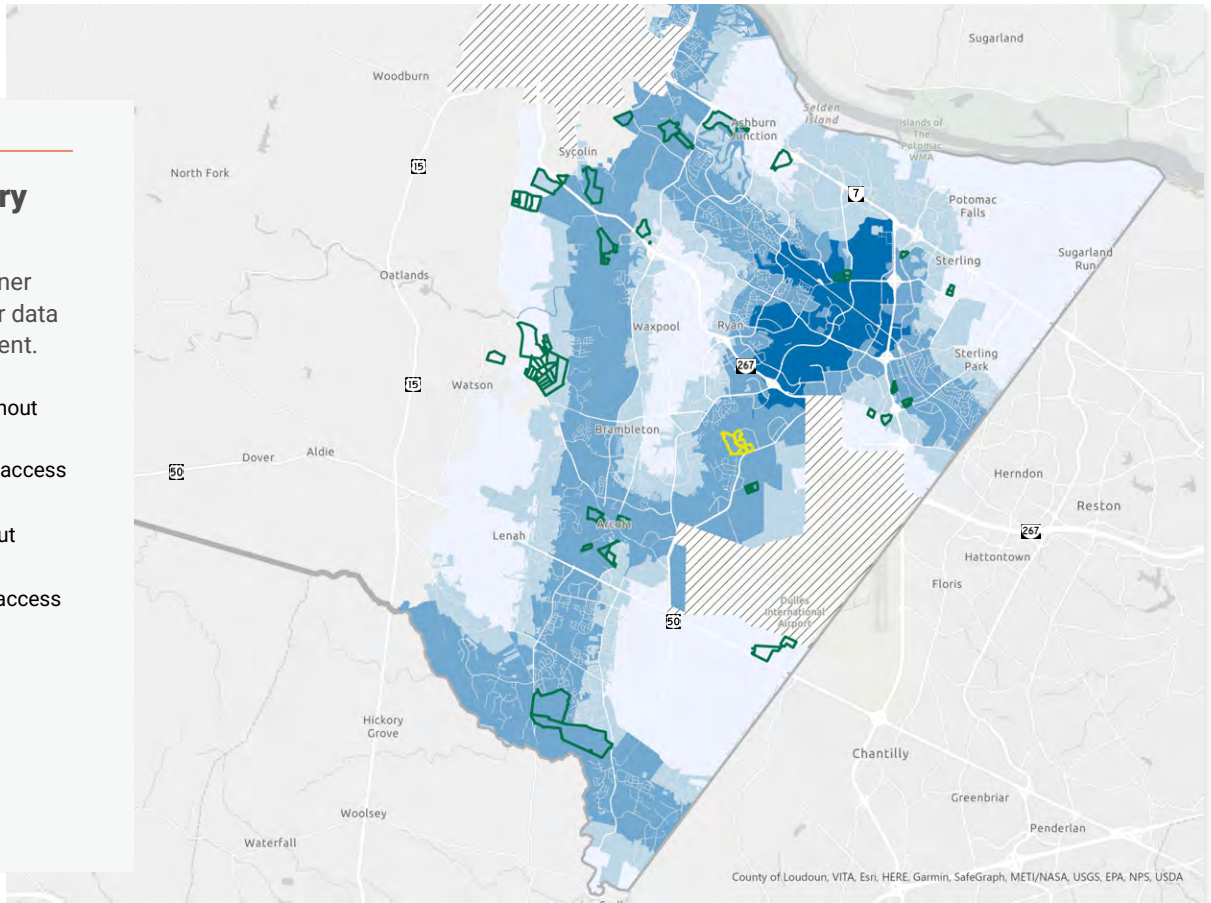 ry
ner
r data
ent.
hout
access
ut
access
Woodburn
Sugarland
Selden
Island
Ashburn
Junction
Islands of
The
Potomac
WMA
Sycolin
15
North Fork
7
Potomac
Falls
Sugarland
Run
Sterling
Oatlands
Waxpool
Ryan
267
Sterling
Park
15
Watson
Brambleton
Dover
Aldie
50
Herndon
Reston
267
Lenah
Arcola
Hattontown
Floris
Dulles
International
Airport
50
Hickory
Grove
Chantilly
Greenbriar
Woolsey
Penderlan
Waterfall
County of Loudoun, VITA, Esri, HERE, Garmin, SafeGraph, METI/NASA, USGS, EPA, NPS, USDA